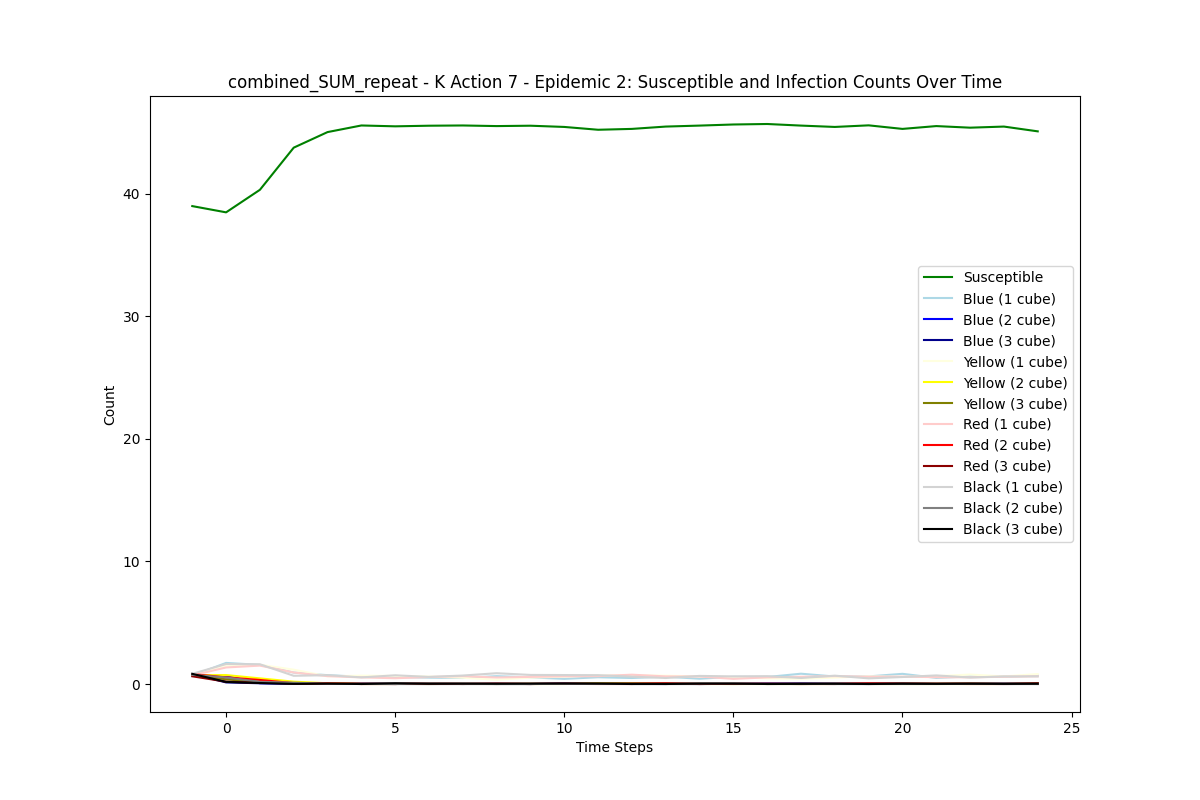 combined_SUM_repeat - K Action 7 - Epidemic 2: Susceptible and Infection Counts Over Time
Count
40
30
20
10
0
Susceptible
Blue (1 cube)
Blue (2 cube)
Blue (3 cube)
Yellow (1 cube)
Yellow (2 cube)
Yellow (3 cube)
Red (1 cube)
Red (2 cube)
Red (3 cube)
Black (1 cube)
Black (2 cube)
Black (3 cube)
0 5 10 15 20 25
Time Steps